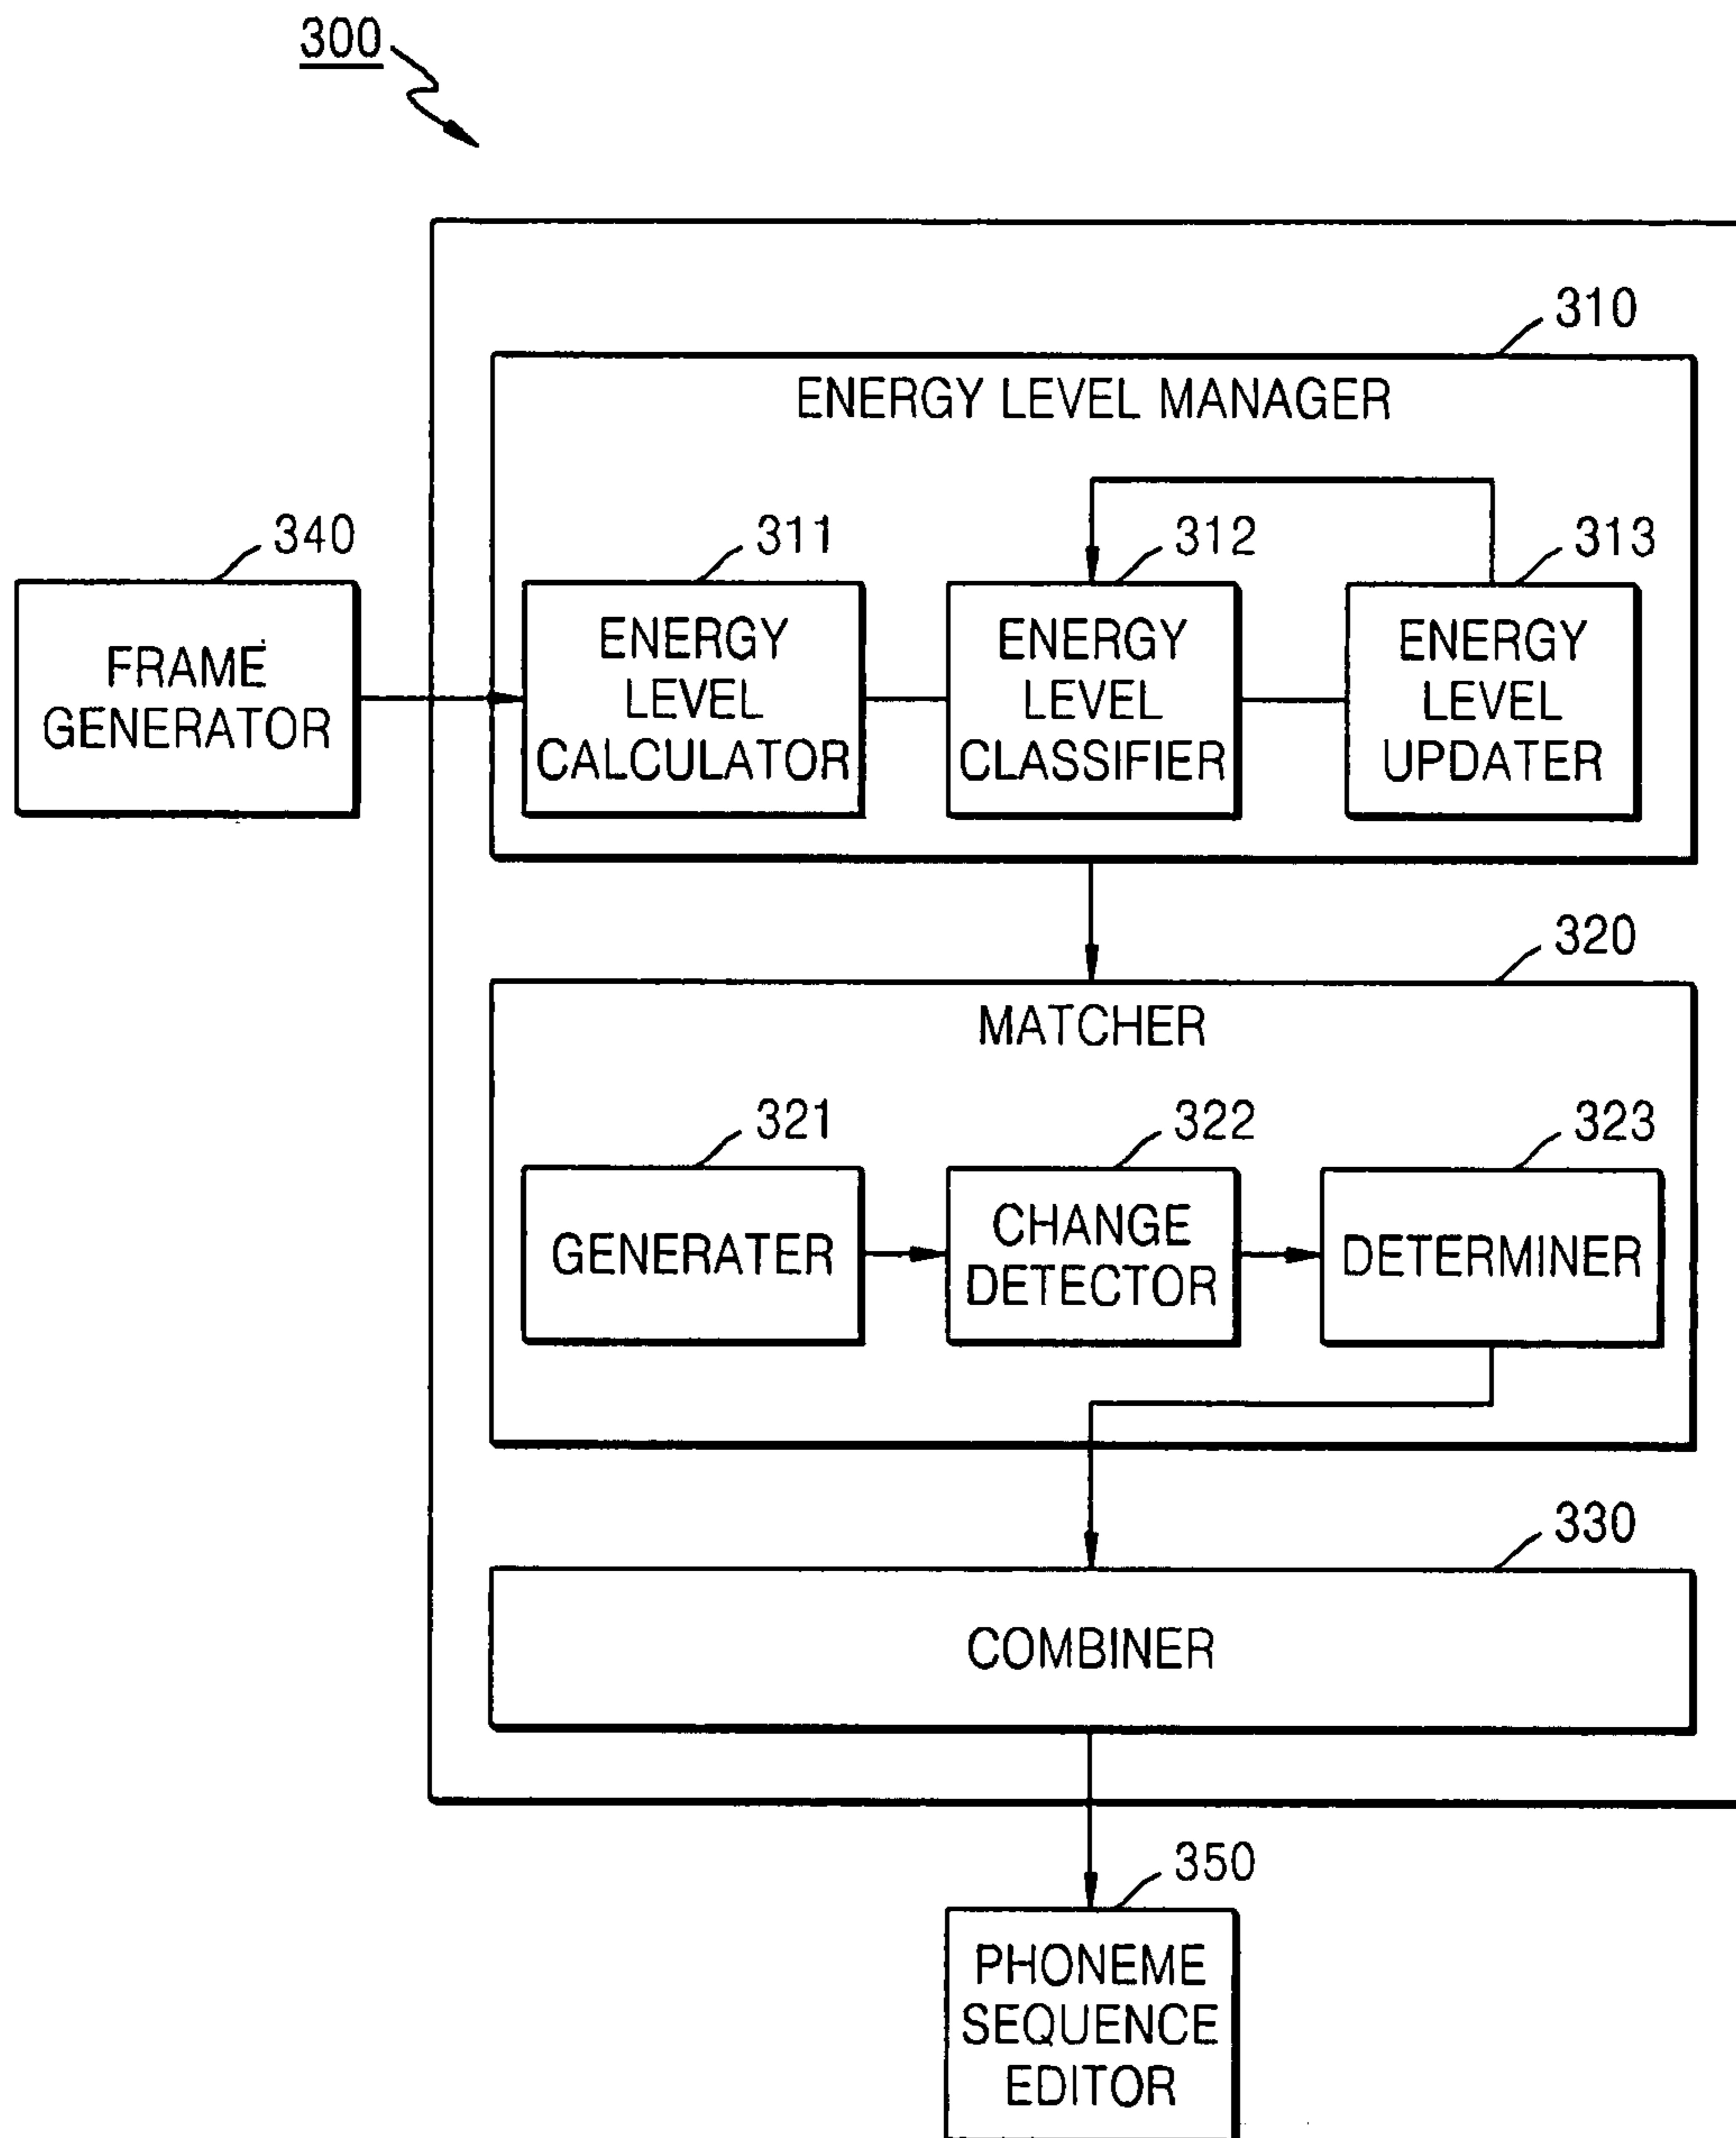 300
310
ENERGY LEVEL MANAGER
340
311
312
313
FRAME
GENERATOR
ENERGY
LEVEL
CALCULATOR
ENERGY
LEVEL
CLASSIFIER
ENERGY
LEVEL
UPDATER
320
MATCHER
321
322
323
GENERATER
CHANGE
DETECTOR
DETERMINER
330
COMBINER
350
PHONEME
SEQUENCE
EDITOR